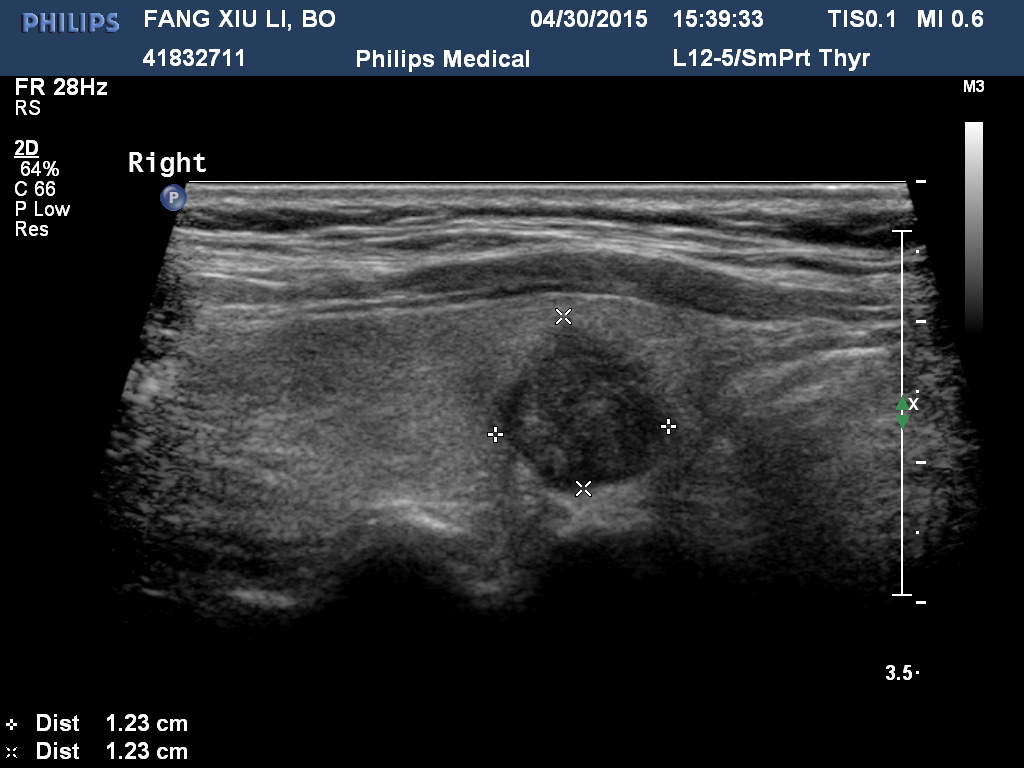 PHILIPS FANG XIU LI, BO 04/30/2015 15:39:33 TIS0.1 MI 0.6
41832711 Philips Medical L12-5/SmPrt Thyr
FR 28Hz
RS
M3
2D
64%
C 66
P Low
Res
Right
P
X
3.5
Dist 1.23 cm
Dist 1.23 cm